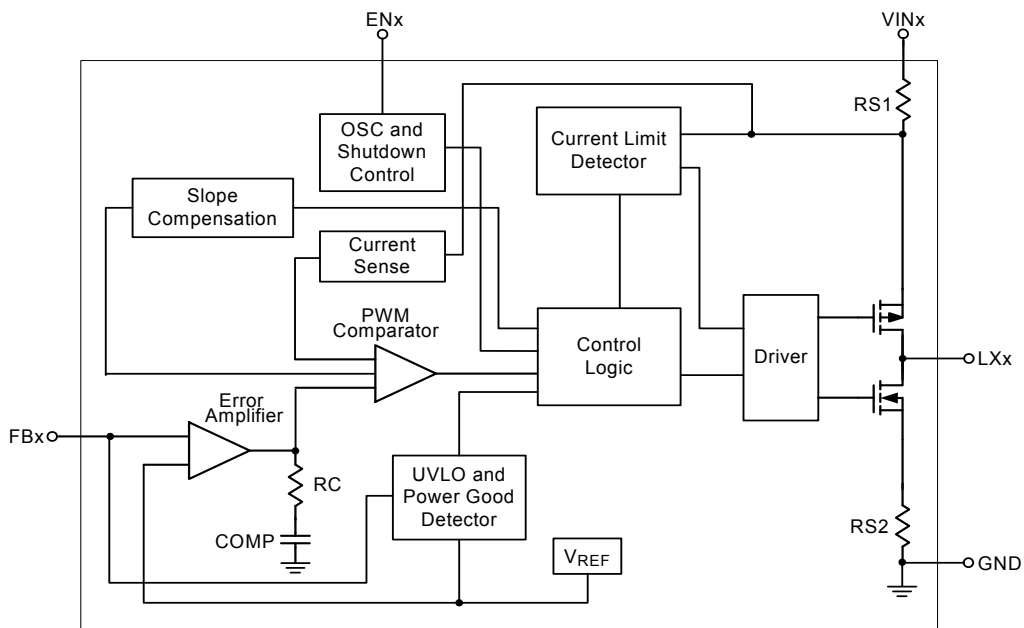 ENx
VINx
RS1
OSC and
Shutdown
Control
Current Limit
Detector
Slope
Compensation
Current
Sense
PWM
Comparator
Control
Logic
Driver
LXx
Error
Amplifier
FBx
RC
UVLO and
Power Good
Detector
COMP
RS2
VREF
GND